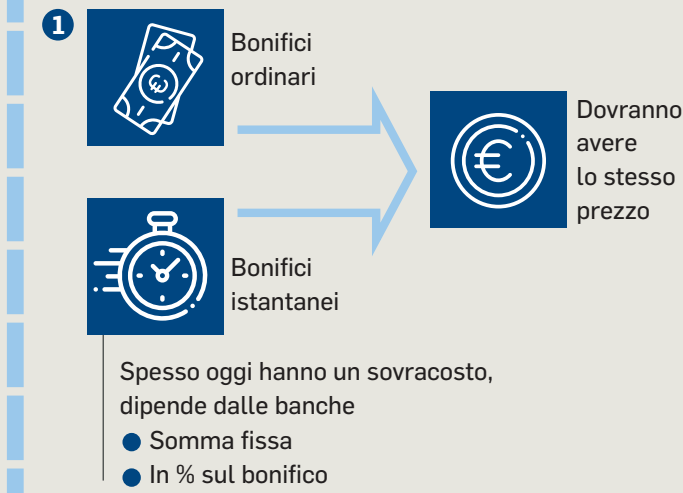 1
Bonifici
ordinari
Dovranno
avere
lo stesso
prezzo
Bonifici
istantanei
Spesso oggi hanno un sovracosto,
dipende dalle banche
● Somma fissa
● In % sul bonifico